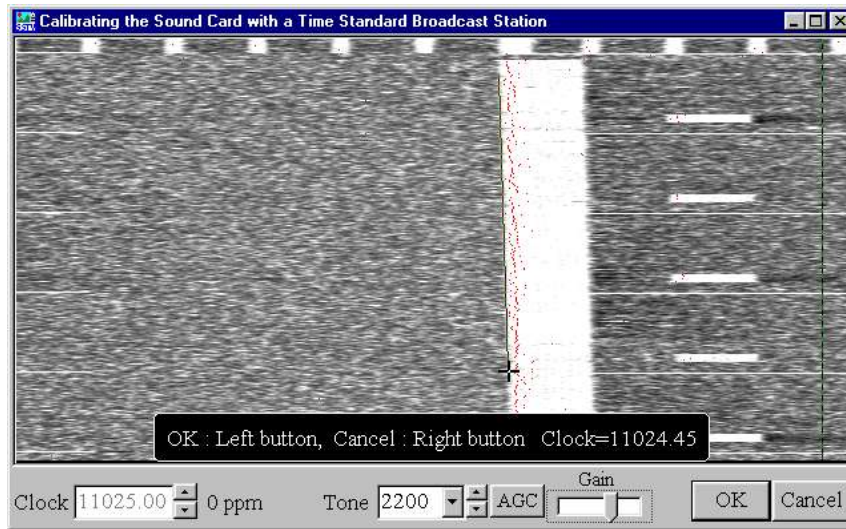 Calibrating the Sound Card with a Time Standard Broadcast Station
OK : Left button, Cancel : Right button Clock=11024.45
Gain
Clock 11025.00 0 ppm Tone 2200 AGC OK Cancel